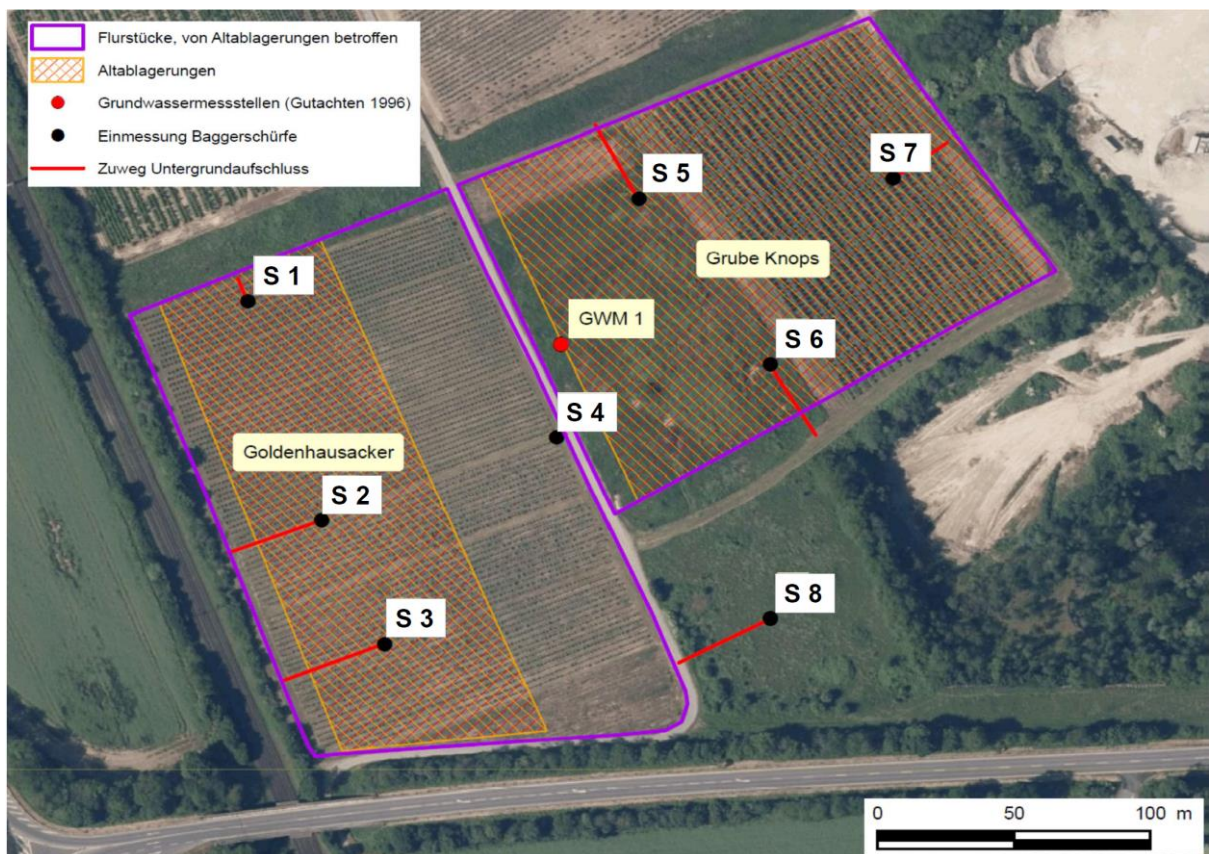 Flurstücke, von Altablagerungen betroffen
Altablagerungen
Grundwassermessstellen (Gutachten 1996)
Einmessung Baggerschürfe
Zuweg Untergrundaufschluss
S 7
S 5
Grube Knops
S 1
GWM 1
S 6
S 4
Goldenhausacker
S 2
S 8
S 3
0 50 100 m